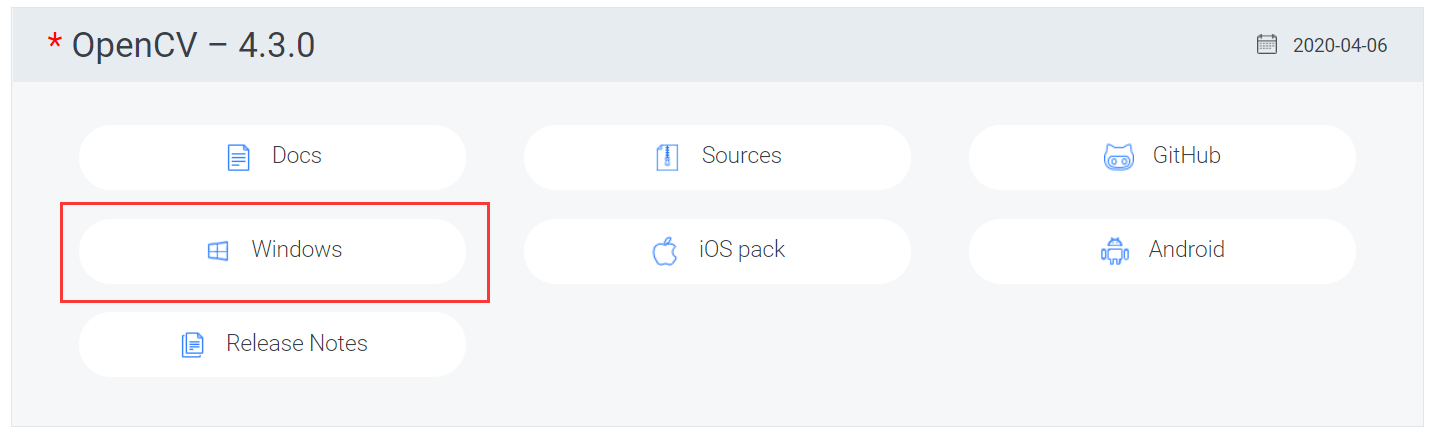 * OpenCV – 4.3.0
2020-04-06
Docs
Sources
GitHub
Windows
iOS pack
Android
Release Notes